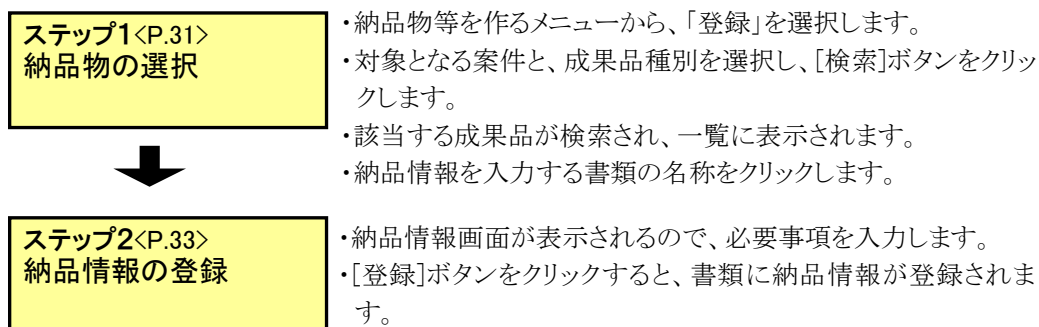 ステップ1<P.31>
納品物の選択
・納品物等を作るメニューから、「登録」を選択します。
・対象となる案件と、成果品種別を選択し、[検索]ボタンをクリッ
クします。
・該当する成果品が検索され、一覧に表示されます。
・納品情報を入力する書類の名称をクリックします。
ステップ2<P.33>
納品情報の登録
・納品情報画面が表示されるので、必要事項を入力します。
・[登録]ボタンをクリックすると、書類に納品情報が登録されま
す。